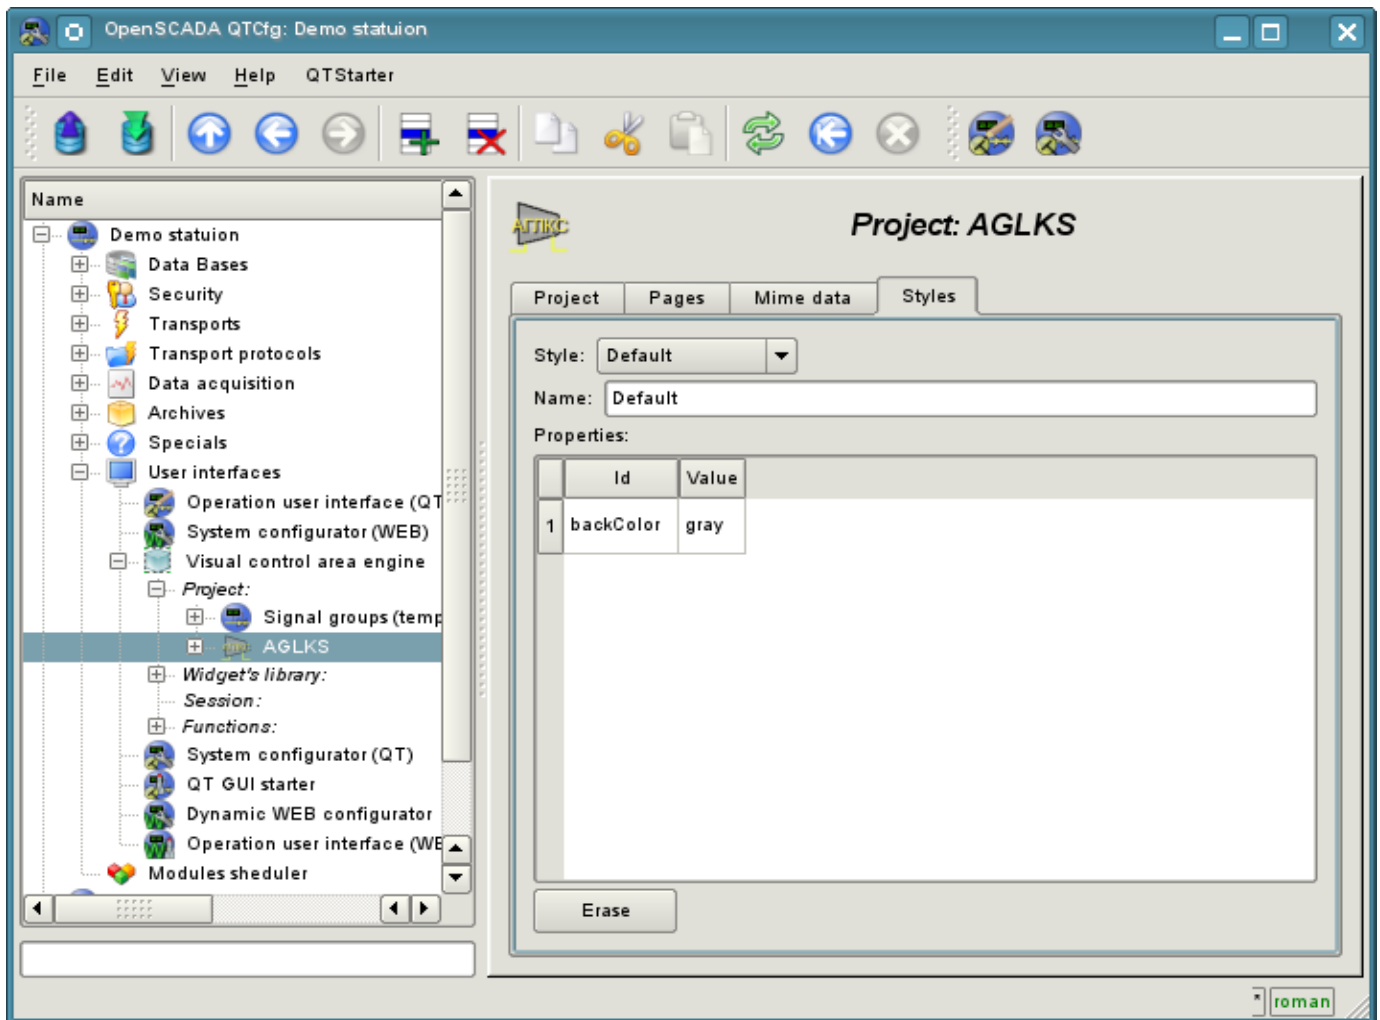 OpenSCADA QTCfg: Demo statuion
File Edit View Help QTStarter
Name
Demo statuion
Data Bases
Security
Transports
Transport protocols
Data acquisition
Archives
Specials
User interfaces
Operation user interface (QT
System configurator (WEB)
Visual control area engine
Project:
Signal groups (temp
AGLKS
Widget's library:
Session:
Functions:
System configurator (QT)
QT GUI starter
Dynamic WEB configurator
Operation user interface (WE
Modules sheduler
АГЛКС
Project: AGLKS
Project Pages Mime data Styles
Style: Default
Name: Default
Properties:
Id Value
1 backColor gray
Erase
* roman